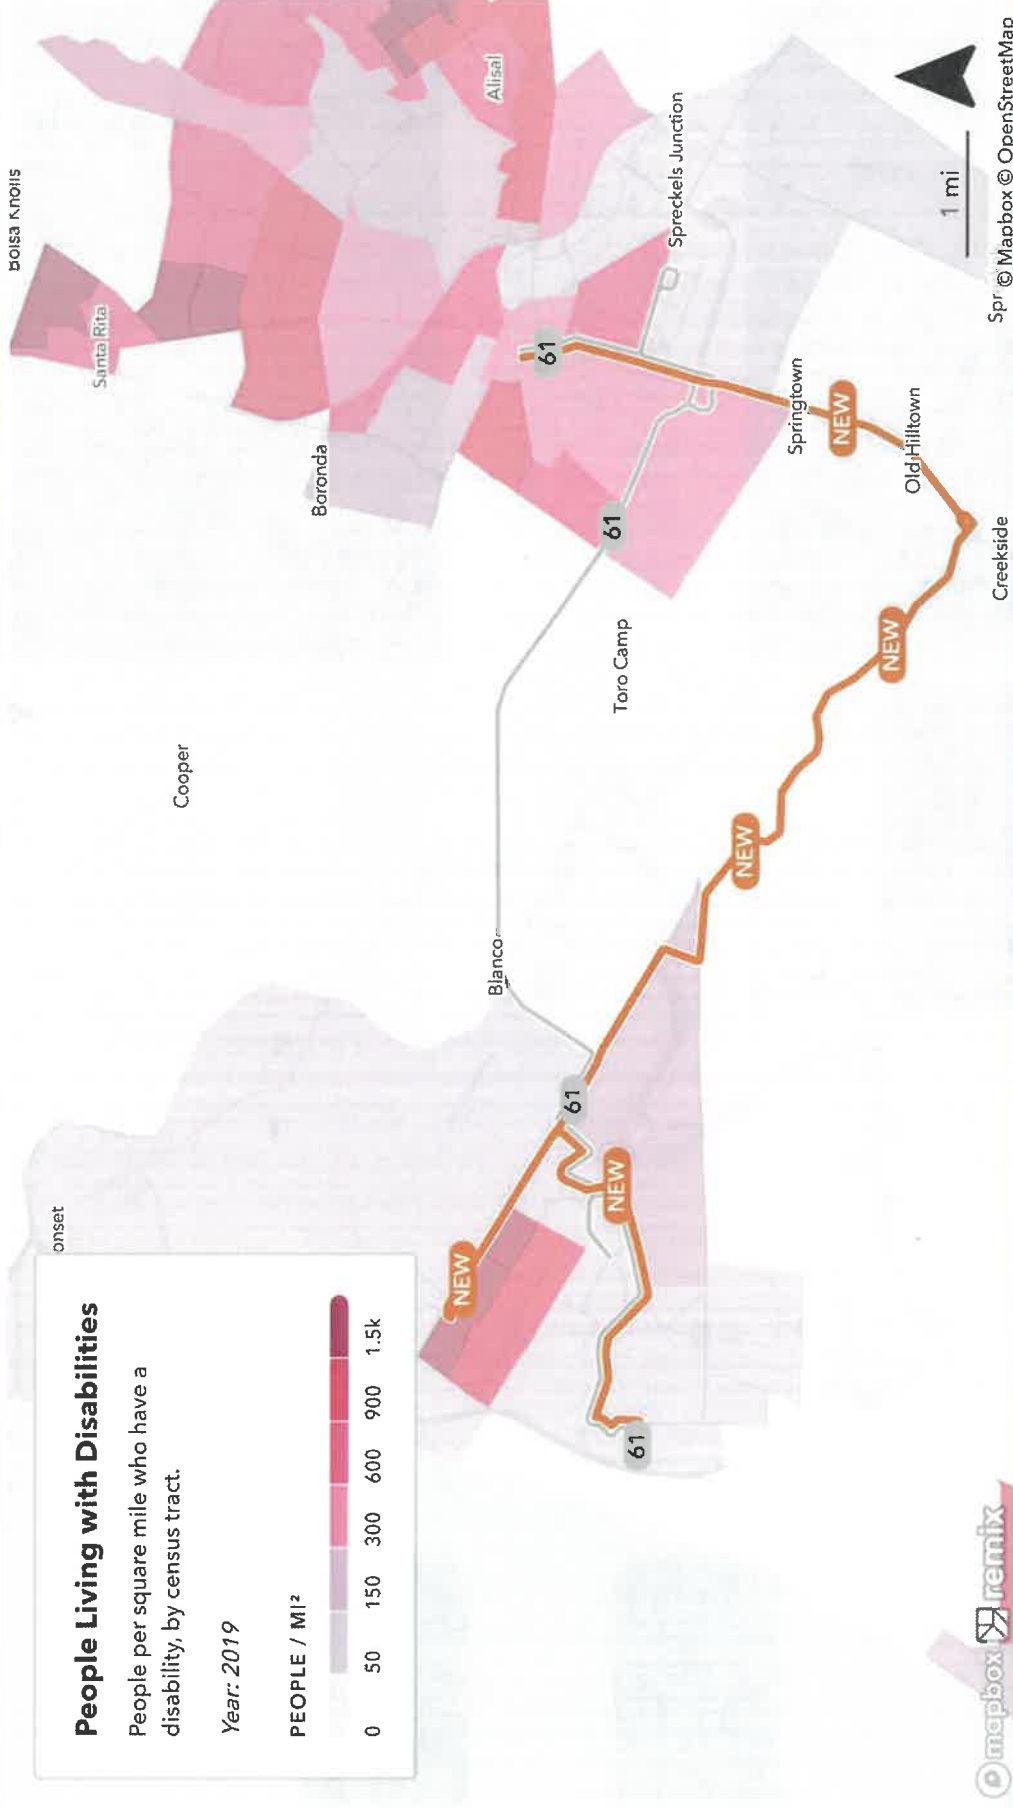 People Living with Disabilities
People per square mile who have a
disability, by census tract.
Year: 2019
PEOPLE / MI²
0 50 150 300 600 900 1.5k
onset
Bolsa Knolls
Santa Rita
Cooper
Boronda
Alisal
Blanco
61
61
61
61
NEW
NEW
NEW
NEW
NEW
Toro Camp
Spreckels Junction
Springtown
Old Hilltown
Creekside
Spr
1 mi
mapbox remix
© Mapbox © OpenStreetMap